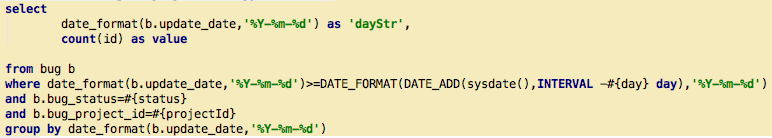 select
date_format(b.update_date,'%Y-%m-%d') as 'dayStr',
count(id) as value
from bug b
where date_format(b.update_date,'%Y-%m-%d')>=DATE_FORMAT(DATE_ADD(sysdate(),INTERVAL -#{day} day),'%Y-%m-%d')
and b.bug_status=#{status}
and b.bug_project_id=#{projectId}
group by date_format(b.update_date,'%Y-%m-%d')